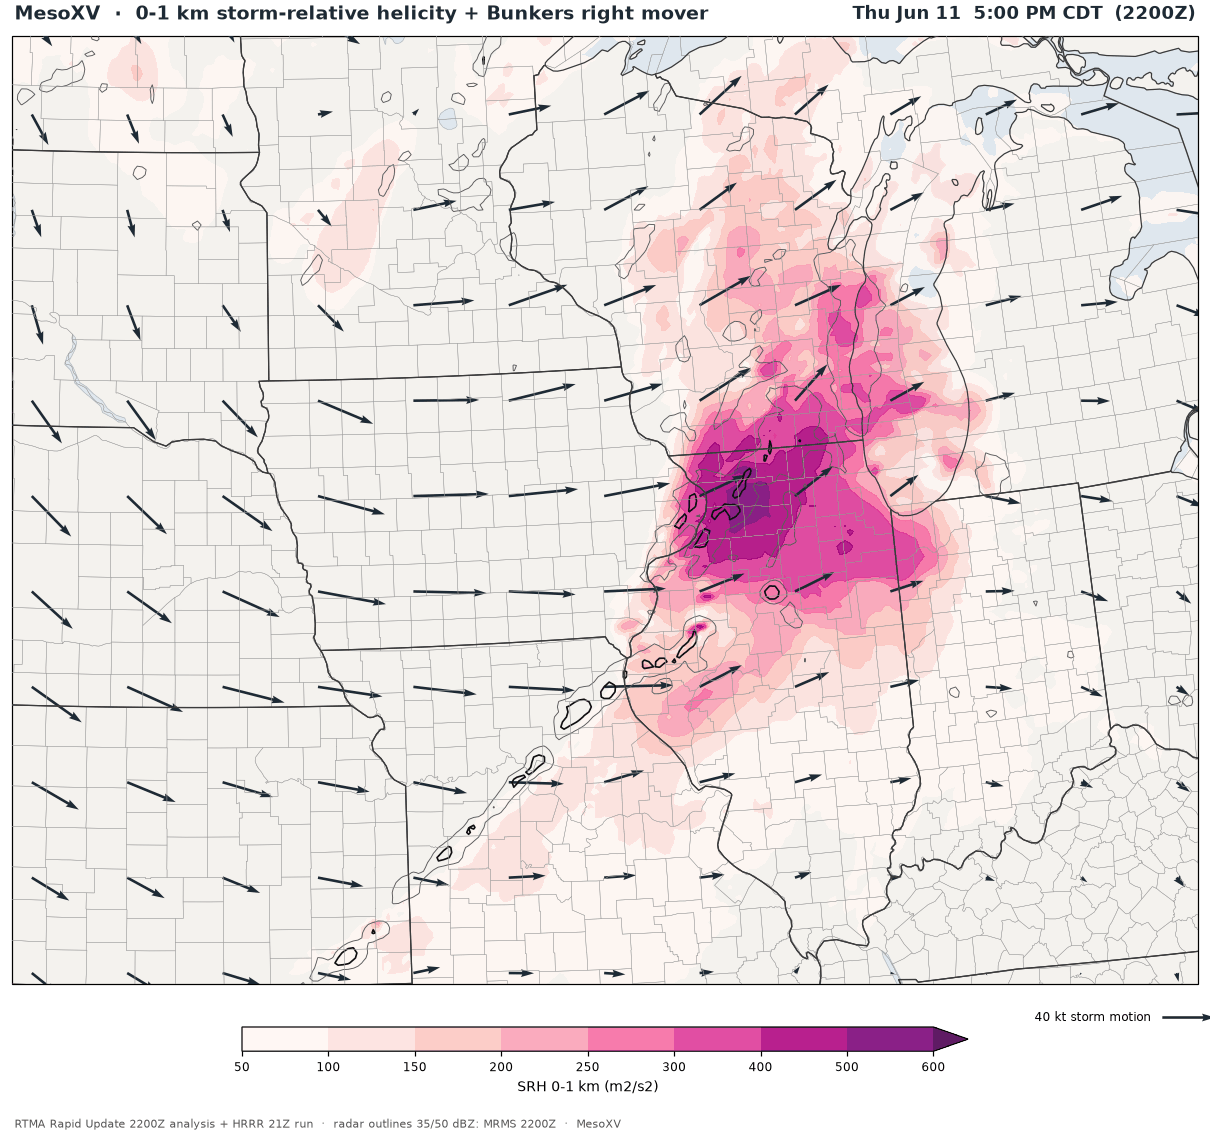 MesoXV · 0-1 km storm-relative helicity + Bunkers right mover
Thu Jun 11 5:00 PM CDT (2200Z)
40 kt storm motion
50 100 150 200 250 300 400 500 600
SRH 0-1 km (m2/s2)
RTMA Rapid Update 2200Z analysis + HRRR 21Z run · radar outlines 35/50 dBZ: MRMS 2200Z · MesoXV